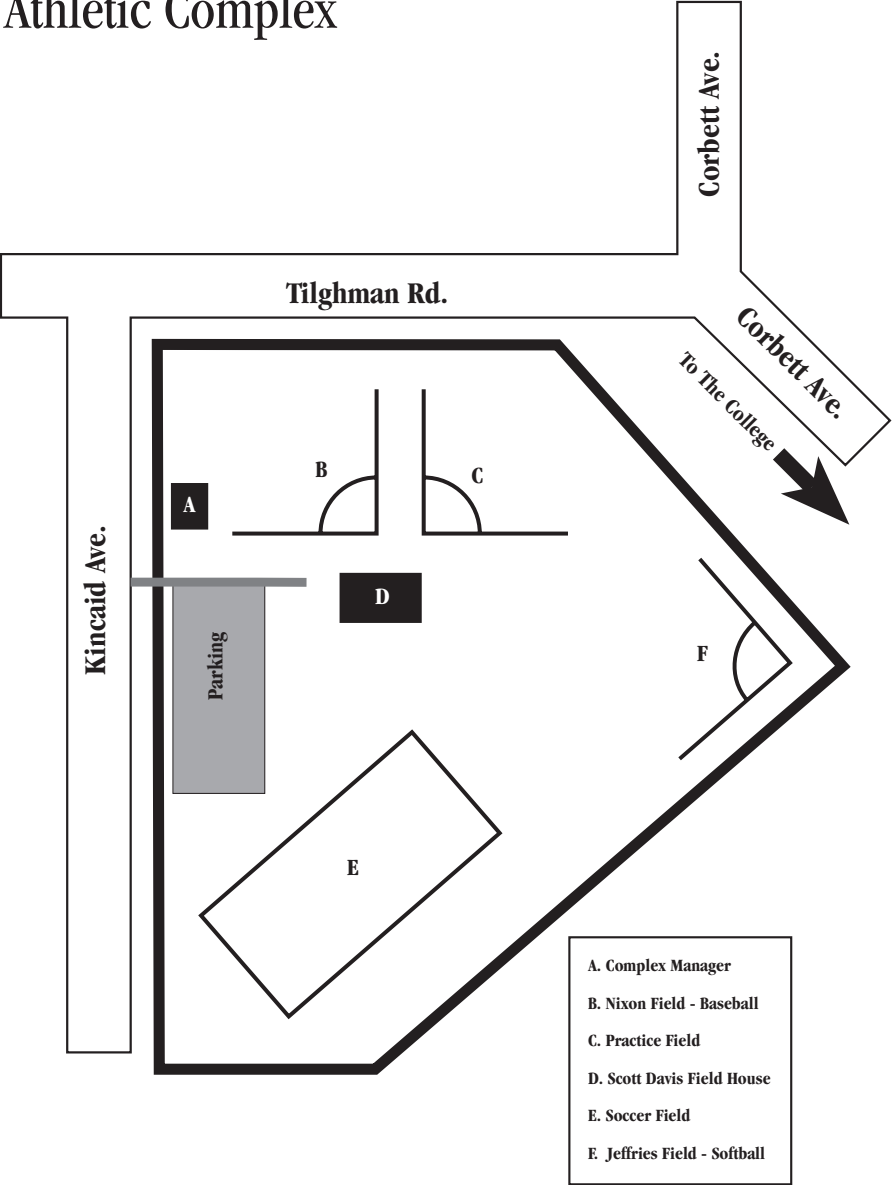 Athletic Complex
Corbett Ave.
Tilghman Rd.
Corbett Ave.
To The College
B
C
A
Kincaid Ave.
D
Parking
F
E
A. Complex Manager
B. Nixon Field - Baseball
C. Practice Field
D. Scott Davis Field House
E. Soccer Field
F. Jeffries Field - Softball